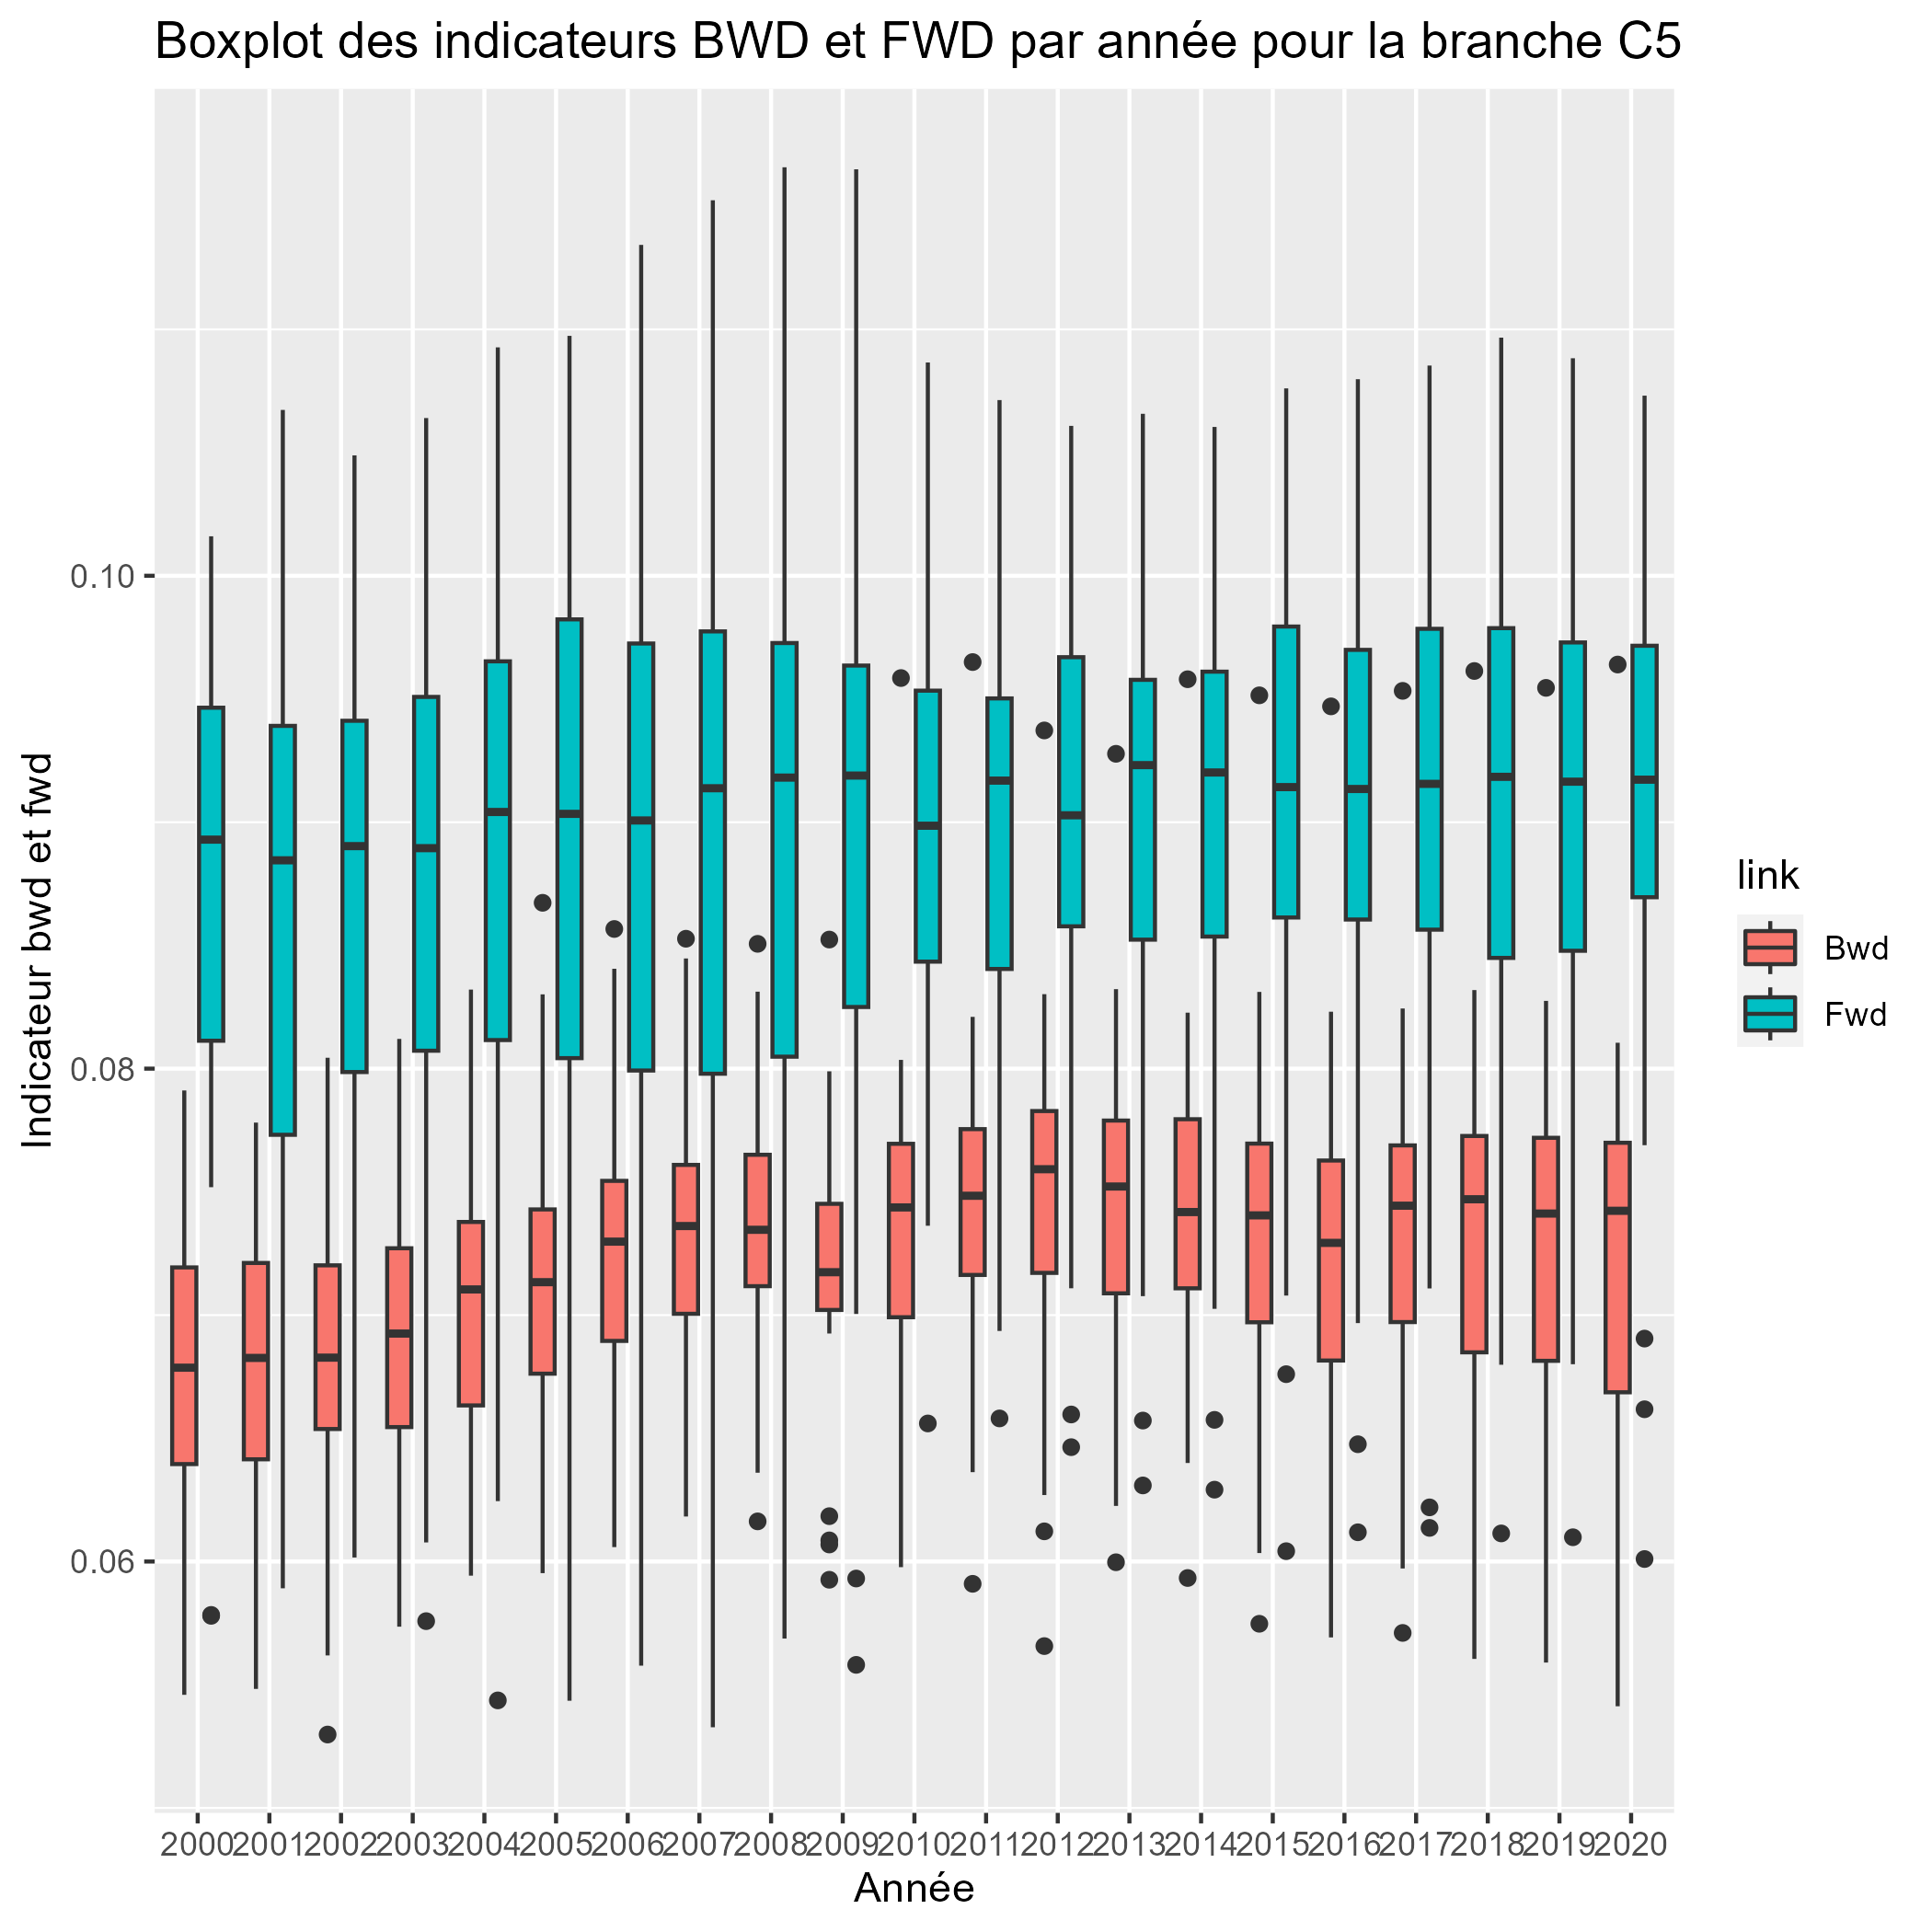 Boxplot des indicateurs BWD et FWD par année pour la branche C5
Indicateur bwd et fwd
0.10
0.08
0.06
2000 2001 2002 2003 2004 2005 2006 2007 2008 2009 2010 2011 2012 2013 2014 2015 2016 2017 2018 2019 2020
Année
link
Bwd
Fwd